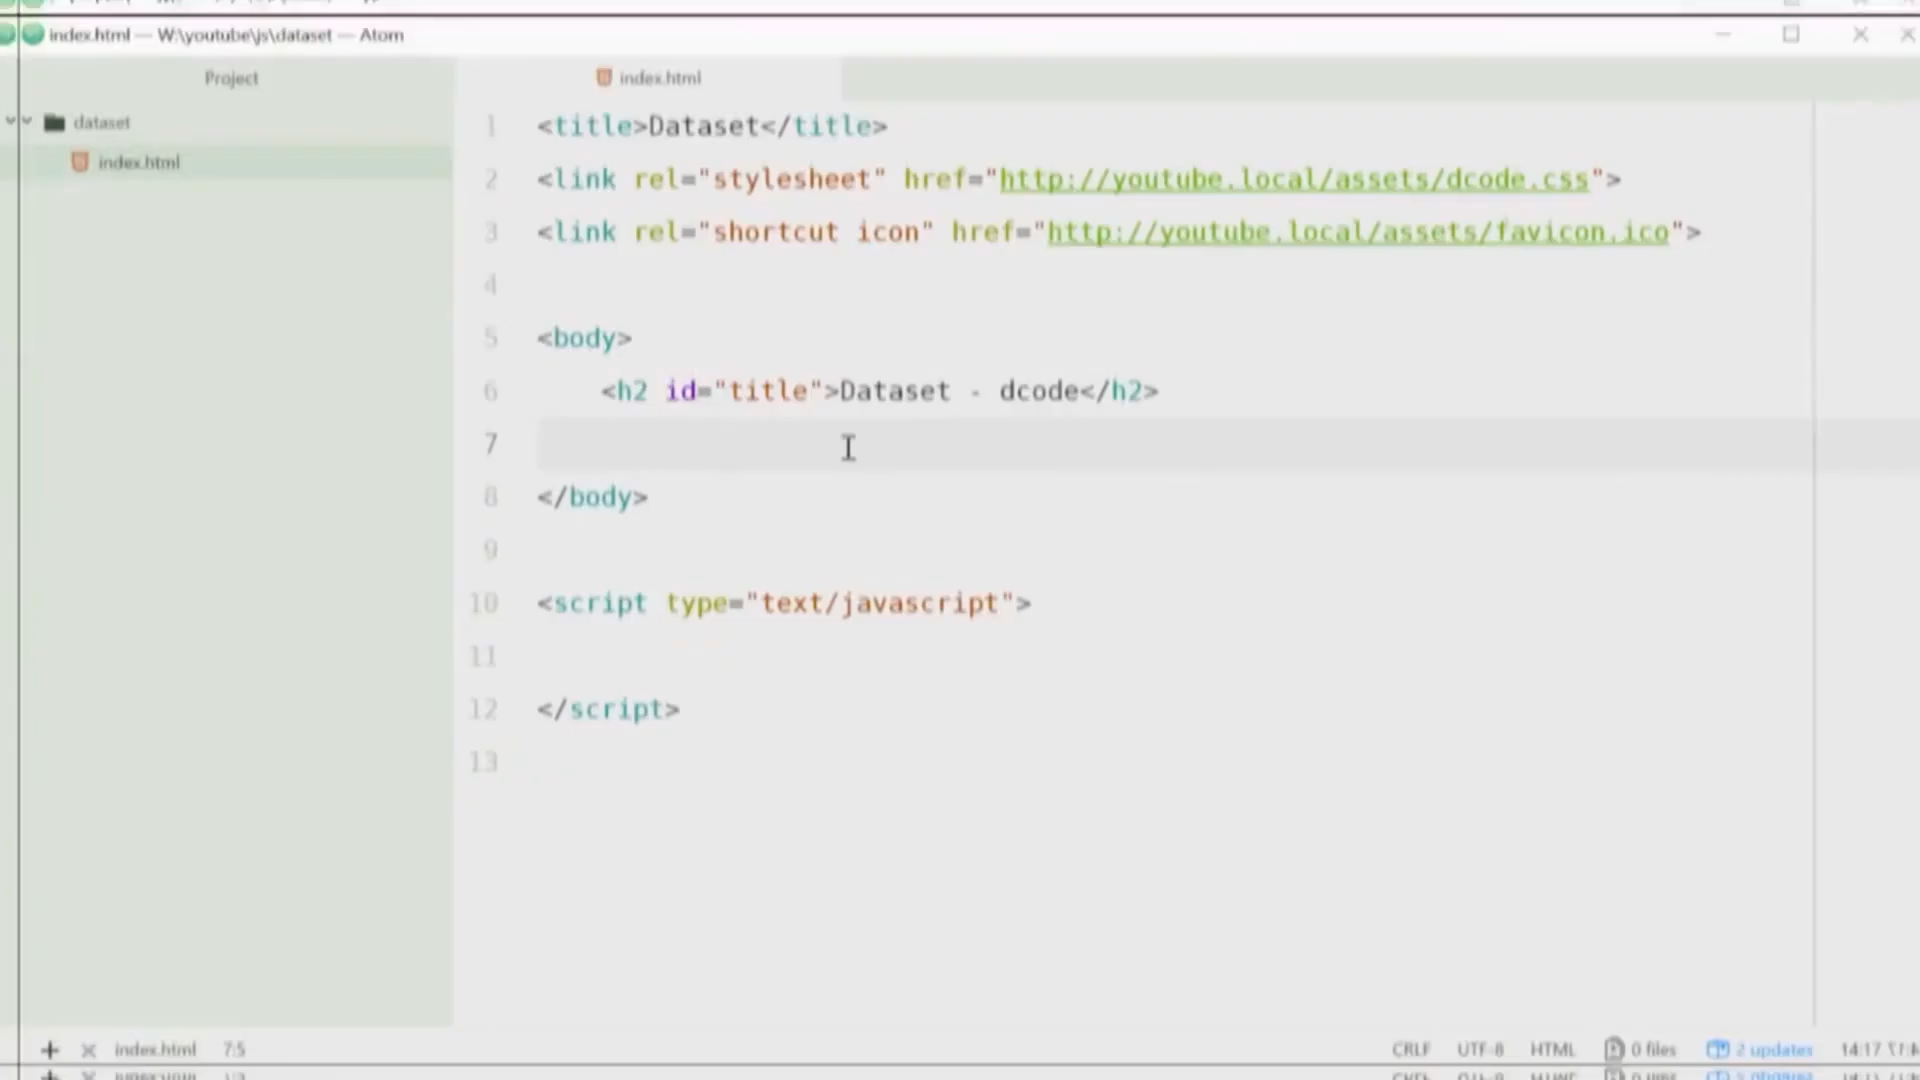 index.html — W:\youtube\js\dataset — Atom
Project
index.html
dataset
index.html
1 <title>Dataset</title>
2 <link rel="stylesheet" href="http://youtube.local/assets/dcode.css">
3 <link rel="shortcut icon" href="http://youtube.local/assets/favicon.ico">
4
5 <body>
6 <h2 id="title">Dataset - dcode</h2>
7
8 </body>
9
10 <script type="text/javascript">
11
12 </script>
13
index.html 7:5 CRLF UTF-8 HTML 0 files 2 updates 14:17